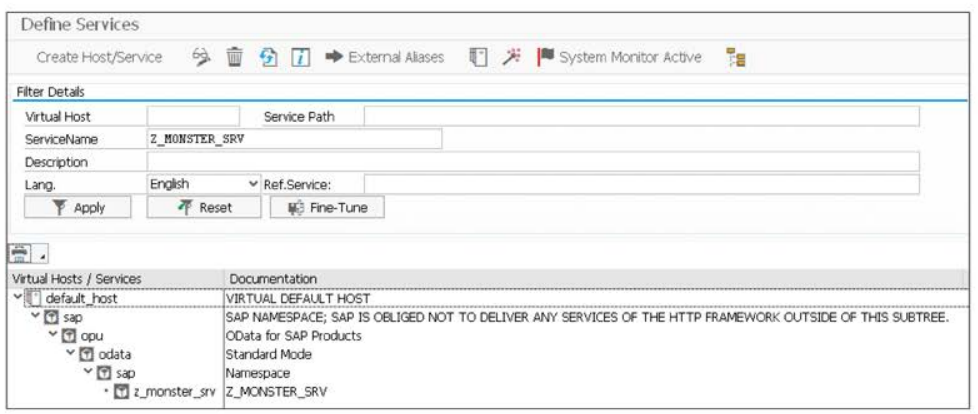 Define Services
Create Host/Service External Aliases System Monitor Active
Filter Details
Virtual Host Service Path
ServiceName Z_MONSTER_SRV
Description
Lang. English Ref.Service:
Apply Reset Fine-Tune
Virtual Hosts / Services Documentation
default_host VIRTUAL DEFAULT HOST
sap SAP NAMESPACE; SAP IS OBLIGED NOT TO DELIVER ANY SERVICES OF THE HTTP FRAMEWORK OUTSIDE OF THIS SUBTREE.
opu OData for SAP Products
odata Standard Mode
sap Namespace
z_monster_srv Z_MONSTER_SRV